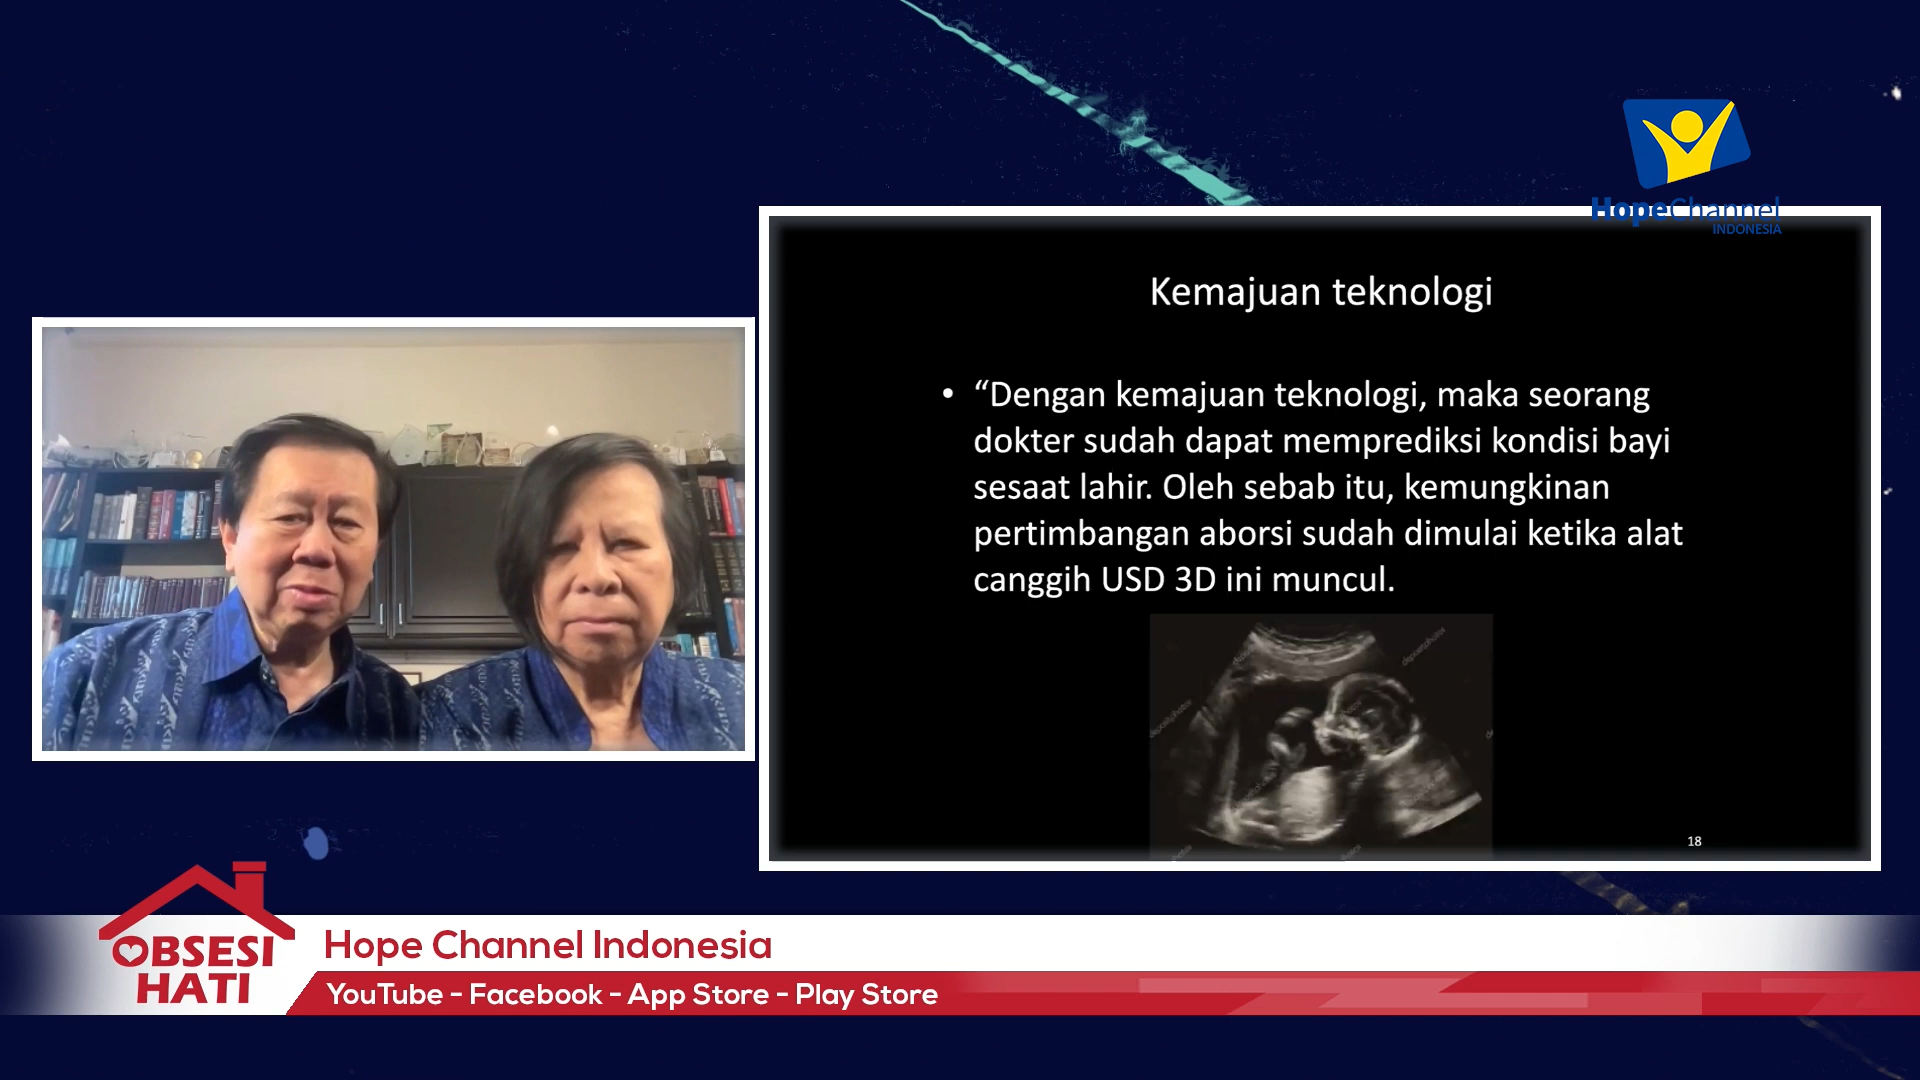 HopeChannel
INDONESIA
Kemajuan teknologi
• “Dengan kemajuan teknologi, maka seorang
dokter sudah dapat memprediksi kondisi bayi
sesaat lahir. Oleh sebab itu, kemungkinan
pertimbangan aborsi sudah dimulai ketika alat
canggih USD 3D ini muncul.
18
OBSESI
HATI
Hope Channel Indonesia
YouTube - Facebook - App Store - Play Store